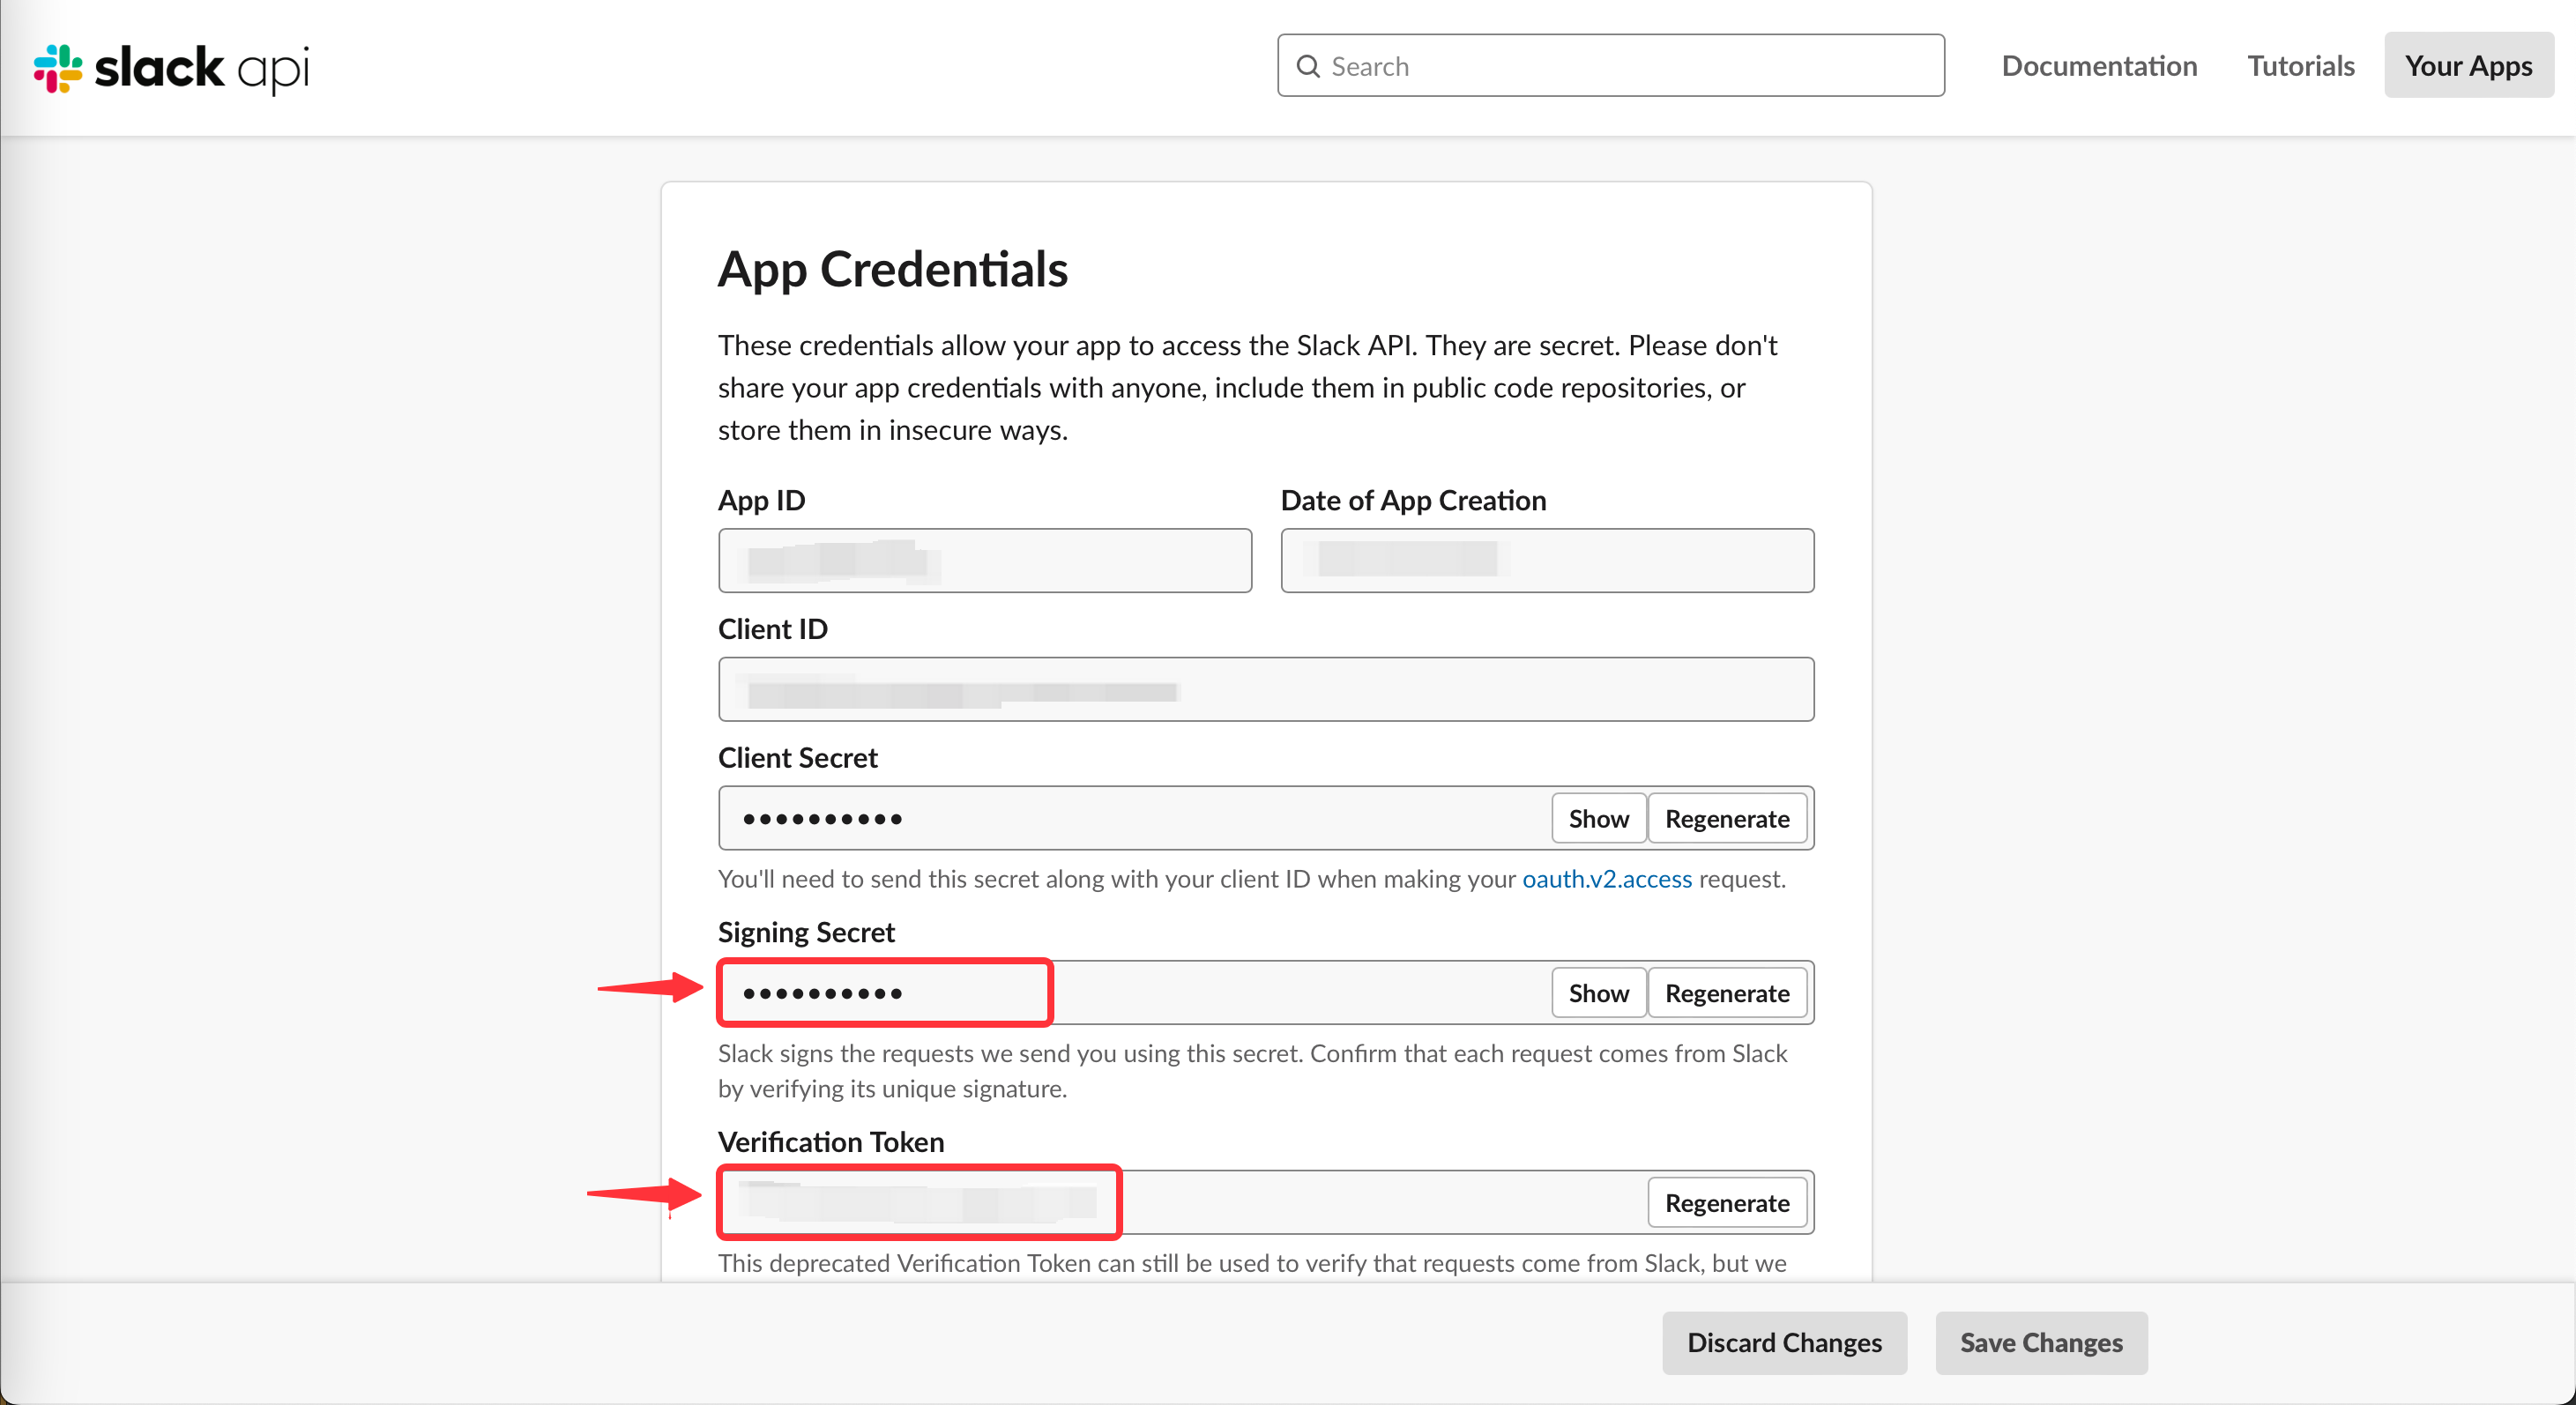 slack api
Search
Documentation
Tutorials
Your Apps
App Credentials
These credentials allow your app to access the Slack API. They are secret. Please don't
share your app credentials with anyone, include them in public code repositories, or
store them in insecure ways.
App ID
Date of App Creation
Client ID
Client Secret
••••••••••
Show
Regenerate
You'll need to send this secret along with your client ID when making your oauth.v2.access request.
Signing Secret
••••••••••
Show
Regenerate
Slack signs the requests we send you using this secret. Confirm that each request comes from Slack
by verifying its unique signature.
Verification Token
Regenerate
This deprecated Verification Token can still be used to verify that requests come from Slack, but we
Discard Changes
Save Changes